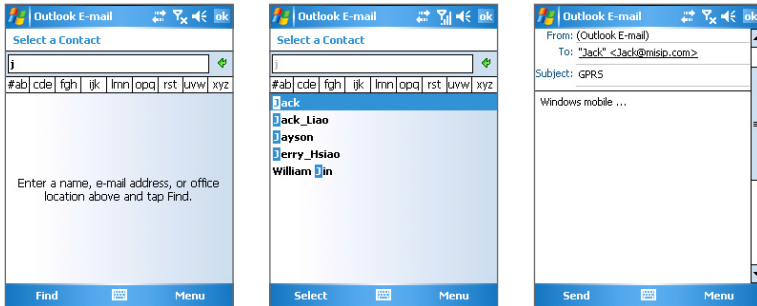 Outlook E-mail ok
Select a Contact
j
#ab cde fgh ijk lmn opq rst uvw xyz
Enter a name, e-mail address, or office
location above and tap Find.
Find Menu
Outlook E-mail ok
Select a Contact
j
#ab cde fgh ijk lmn opq rst uvw xyz
Jack
Jack_Liao
Jayson
Jerry_Hsiao
William Jin
Select Menu
Outlook E-mail ok
From: (Outlook E-mail)
To: "Jack" <Jack@misip.com>
Subject: GPRS
Windows mobile ...
Send Menu